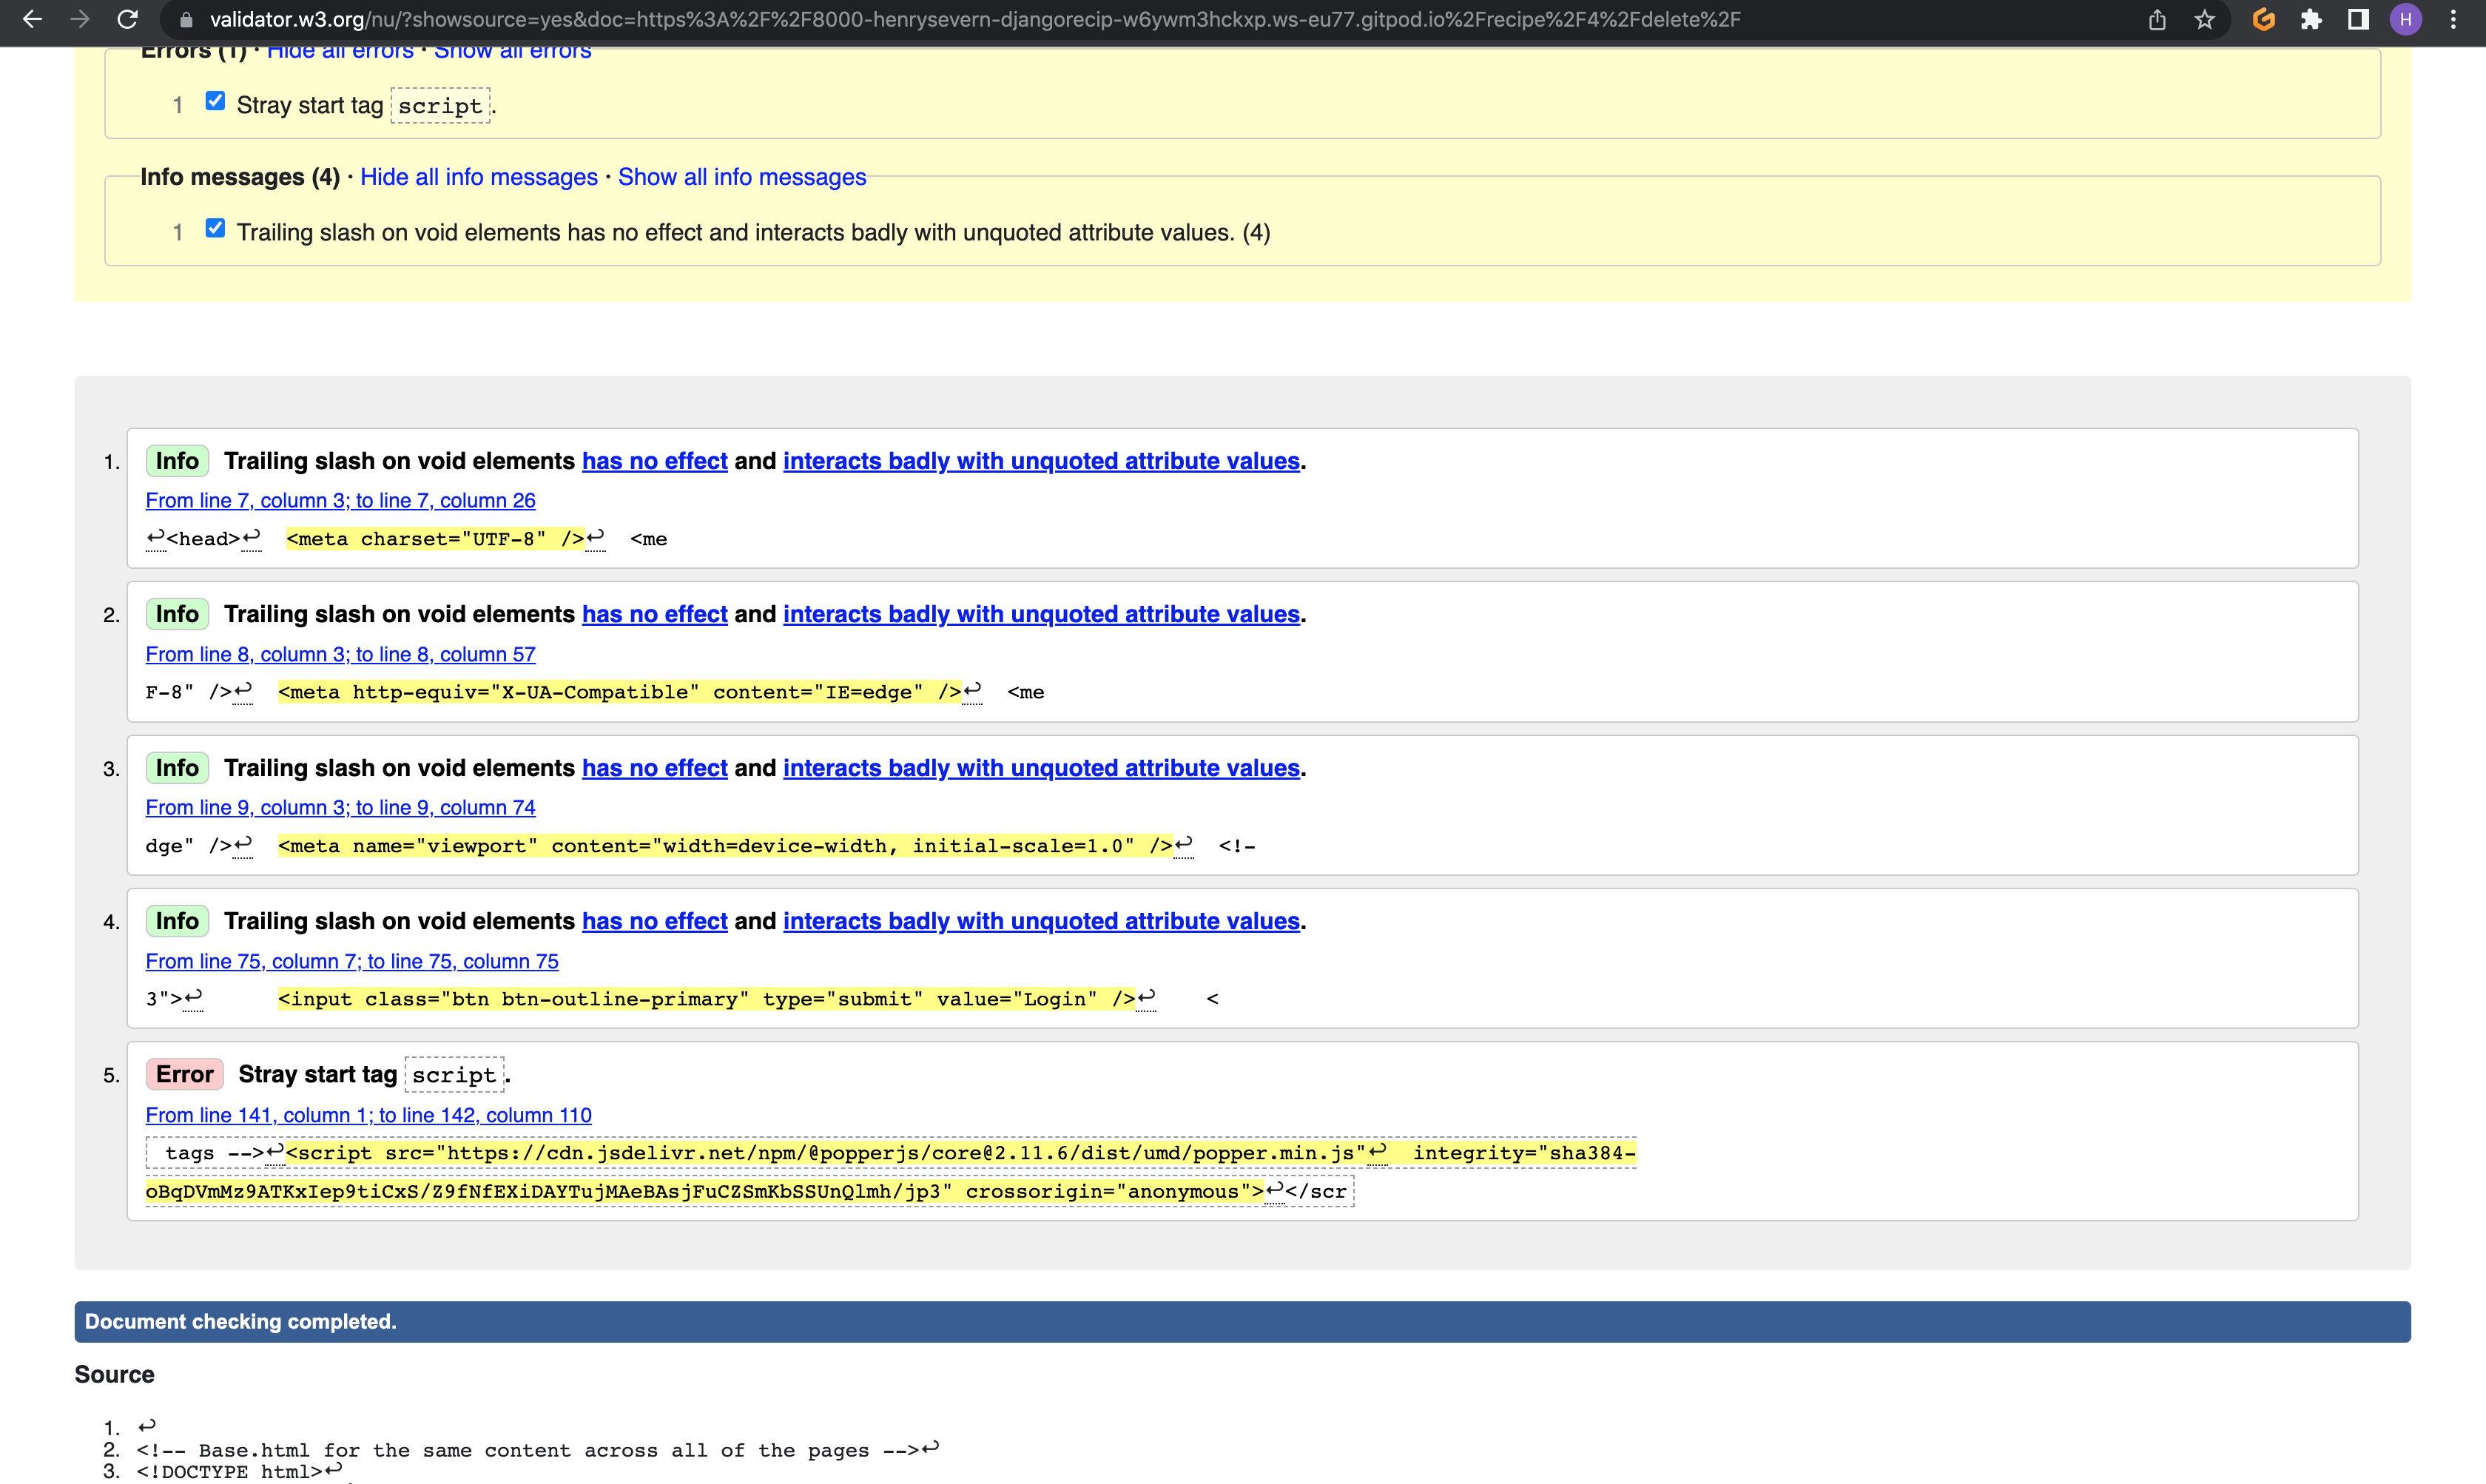 validator.w3.org/nu/?showsource=yes&doc=https%3A%2F%2F8000-henrysevern-djangorecip-w6ywm3hckxp.ws-eu77.gitpod.io%2Frecipe%2F4%2Fdelete%2F
H
Errors (1) · Hide all errors · Show all errors
1 Stray start tag script.
Info messages (4) · Hide all info messages · Show all info messages
1 Trailing slash on void elements has no effect and interacts badly with unquoted attribute values. (4)
1. Info Trailing slash on void elements has no effect and interacts badly with unquoted attribute values.
From line 7, column 3; to line 7, column 26
↩<head>↩ <meta charset="UTF-8" />↩ <me
2. Info Trailing slash on void elements has no effect and interacts badly with unquoted attribute values.
From line 8, column 3; to line 8, column 57
F-8" />↩ <meta http-equiv="X-UA-Compatible" content="IE=edge" />↩ <me
3. Info Trailing slash on void elements has no effect and interacts badly with unquoted attribute values.
From line 9, column 3; to line 9, column 74
dge" />↩ <meta name="viewport" content="width=device-width, initial-scale=1.0" />↩ <!-
4. Info Trailing slash on void elements has no effect and interacts badly with unquoted attribute values.
From line 75, column 7; to line 75, column 75
3">↩ <input class="btn btn-outline-primary" type="submit" value="Login" />↩ <
5. Error Stray start tag script.
From line 141, column 1; to line 142, column 110
tags -->↩<script src="https://cdn.jsdelivr.net/npm/@popperjs/core@2.11.6/dist/umd/popper.min.js"↩ integrity="sha384-
oBqDVmMz9ATKxIep9tiCxS/Z9fNfEXiDAYTujMAeBAsjFuCZSmKbSSUnQlmh/jp3" crossorigin="anonymous">↩</scr
Document checking completed.
Source
1. ↩
2. <!-- Base.html for the same content across all of the pages -->↩
3. <!DOCTYPE html>↩